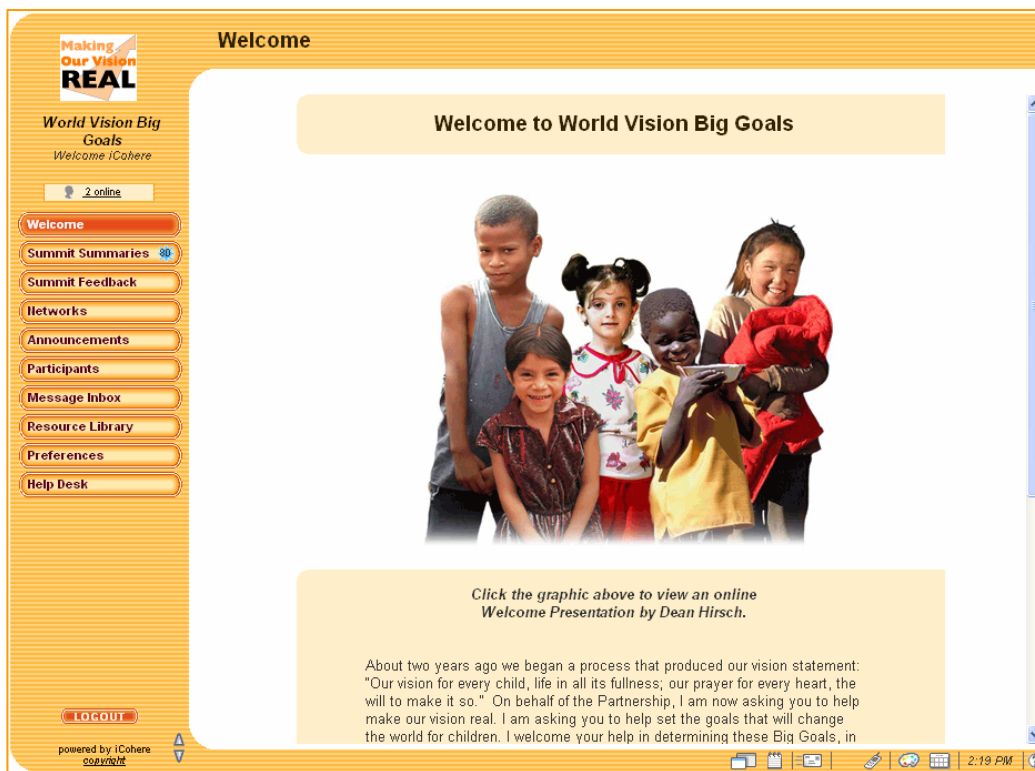 Making
Our Vision
REAL
World Vision Big
Goals
Welcome iCohere
2 online
Welcome
Summit Summaries
Summit Feedback
Networks
Announcements
Participants
Message Inbox
Resource Library
Preferences
Help Desk
LOGOUT
powered by iCohere
copyright
Welcome
Welcome to World Vision Big Goals
Click the graphic above to view an online
Welcome Presentation by Dean Hirsch.
About two years ago we began a process that produced our vision statement:
"Our vision for every child, life in all its fullness; our prayer for every heart, the
will to make it so." On behalf of the Partnership, I am now asking you to help
make our vision real. I am asking you to help set the goals that will change
the world for children. I welcome your help in determining these Big Goals, in
2:19 PM